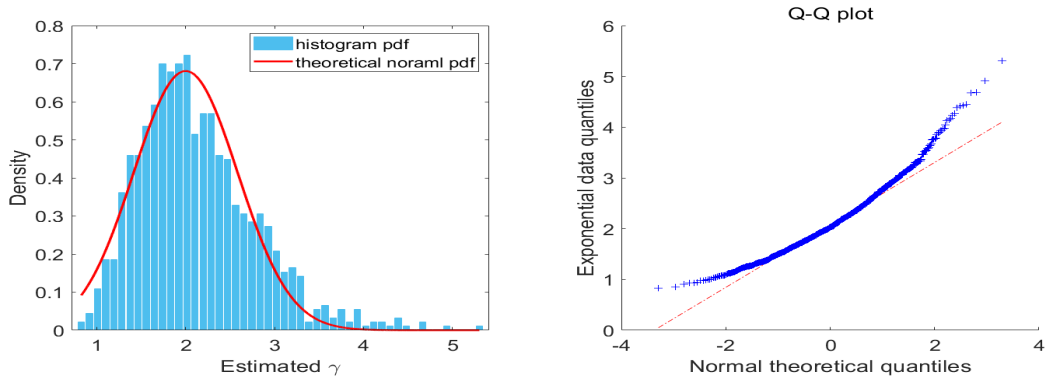 0.8
0.7
0.6
0.5
0.4
0.3
0.2
0.1
0
Density
histogram pdf
theoretical noraml pdf
1 2 3 4 5
Estimated γ
Q-Q plot
6
5
4
3
2
1
0
Exponential data quantiles
-4 -2 0 2 4
Normal theoretical quantiles